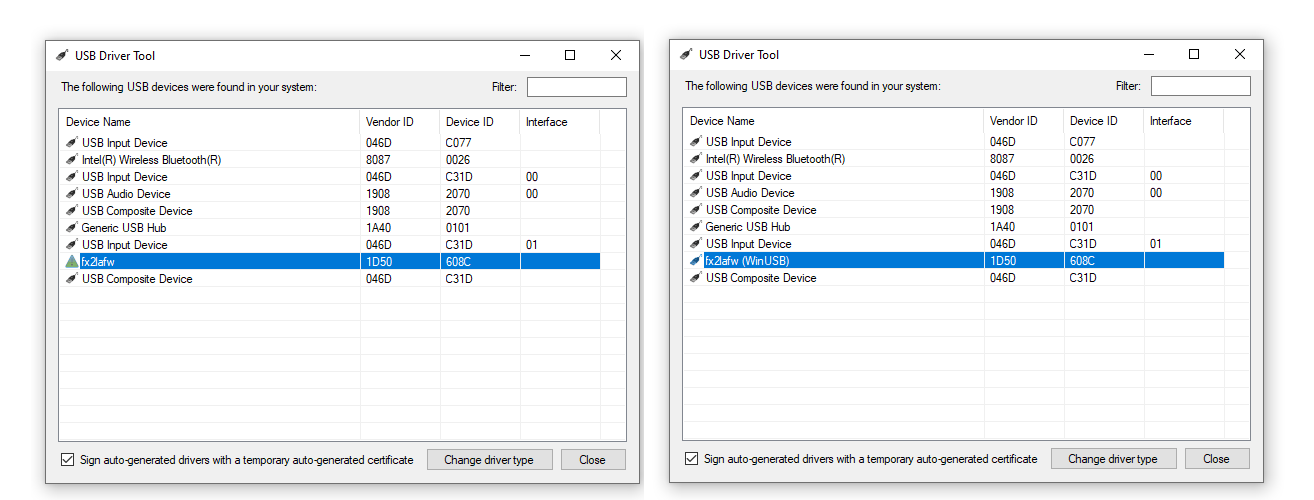 USB Driver Tool
The following USB devices were found in your system: Filter:
Device Name Vendor ID Device ID Interface
USB Input Device 046D C077
Intel(R) Wireless Bluetooth(R) 8087 0026
USB Input Device 046D C31D 00
USB Audio Device 1908 2070 00
USB Composite Device 1908 2070
Generic USB Hub 1A40 0101
USB Input Device 046D C31D 01
fx2lafw 1D50 608C
USB Composite Device 046D C31D
Sign auto-generated drivers with a temporary auto-generated certificate Change driver type Close
USB Driver Tool
The following USB devices were found in your system: Filter:
Device Name Vendor ID Device ID Interface
USB Input Device 046D C077
Intel(R) Wireless Bluetooth(R) 8087 0026
USB Input Device 046D C31D 00
USB Audio Device 1908 2070 00
USB Composite Device 1908 2070
Generic USB Hub 1A40 0101
USB Input Device 046D C31D 01
fx2lafw (WinUSB) 1D50 608C
USB Composite Device 046D C31D
Sign auto-generated drivers with a temporary auto-generated certificate Change driver type Close